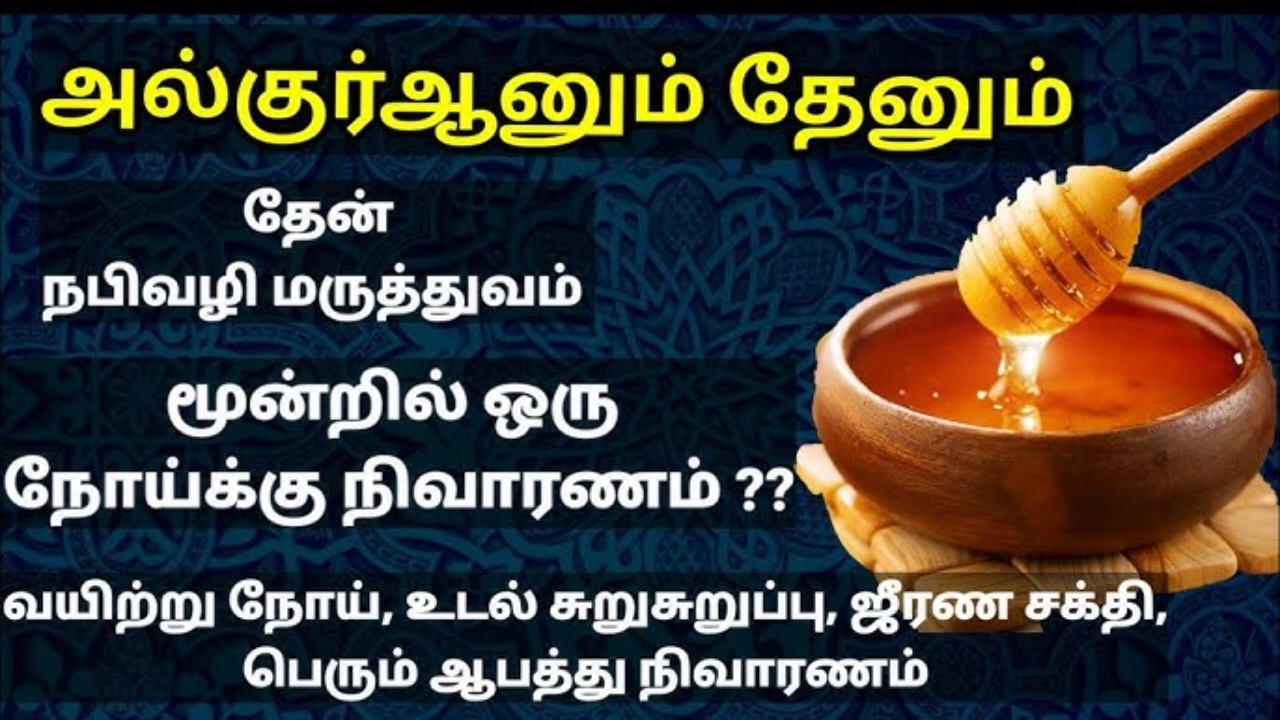 அல்குர்ஆனும் தேனும்
தேன்
நபிவழி மருத்துவம்
மூன்றில் ஒரு
நோய்க்கு நிவாரணம் ??
வயிற்று நோய், உடல் சுறுசுறுப்பு, ஜீரண சக்தி,
பெரும் ஆபத்து நிவாரணம்